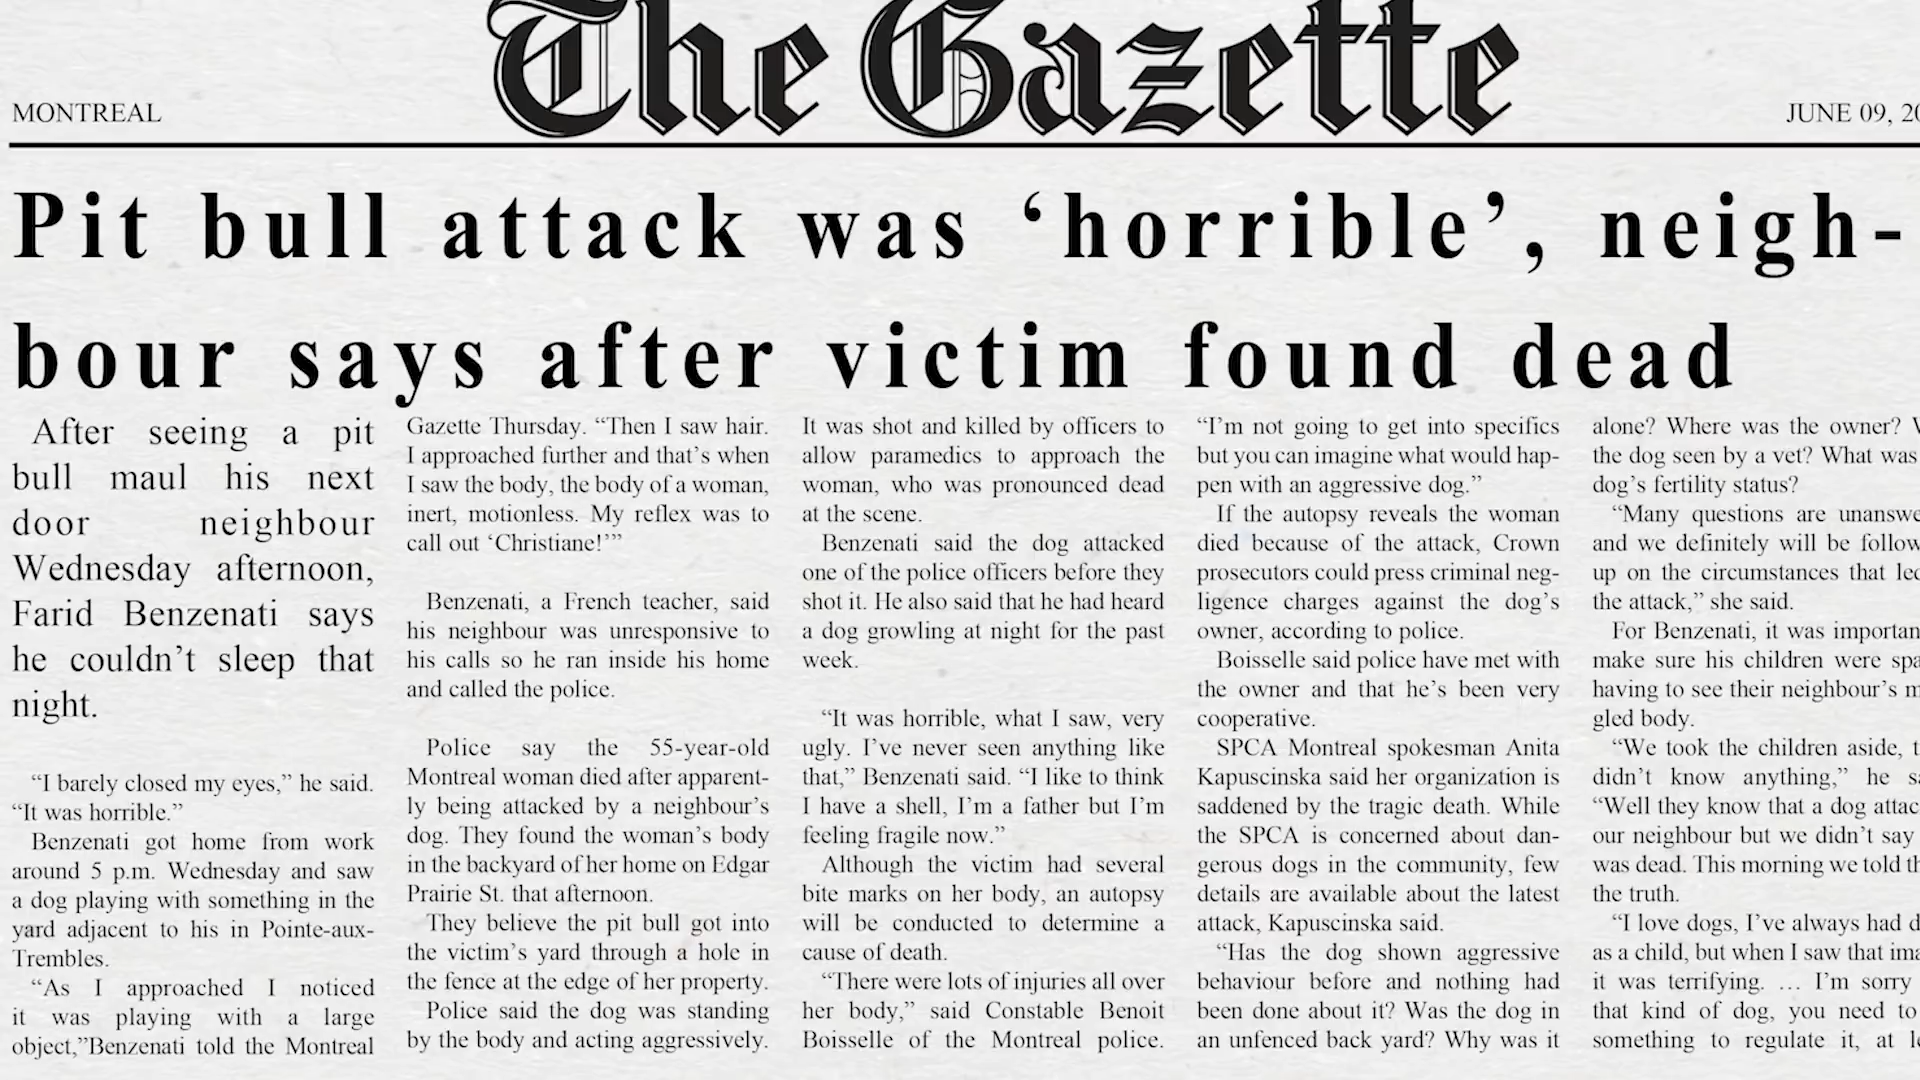 The Gazette
MONTREAL
JUNE 09,
Pit bull attack was ‘horrible’, neigh-
bour says after victim found dead
After seeing a pit
bull maul his next
door neighbour
Wednesday afternoon,
Farid Benzenati says
he couldn’t sleep that
night.
“I barely closed my eyes,” he said.
“It was horrible.”
Benzenati got home from work
around 5 p.m. Wednesday and saw
a dog playing with something in the
yard adjacent to his in Pointe-aux-
Trembles.
“As I approached I noticed
it was playing with a large
object,”Benzenati told the Montreal
Gazette Thursday. “Then I saw hair.
I approached further and that’s when
I saw the body, the body of a woman,
inert, motionless. My reflex was to
call out ‘Christiane!’”
Benzenati, a French teacher, said
his neighbour was unresponsive to
his calls so he ran inside his home
and called the police.
Police say the 55-year-old
Montreal woman died after apparent-
ly being attacked by a neighbour’s
dog. They found the woman’s body
in the backyard of her home on Edgar
Prairie St. that afternoon.
They believe the pit bull got into
the victim’s yard through a hole in
the fence at the edge of her property.
Police said the dog was standing
by the body and acting aggressively.
It was shot and killed by officers to
allow paramedics to approach the
woman, who was pronounced dead
at the scene.
Benzenati said the dog attacked
one of the police officers before they
shot it. He also said that he had heard
a dog growling at night for the past
week.
“It was horrible, what I saw, very
ugly. I’ve never seen anything like
that,” Benzenati said. “I like to think
I have a shell, I’m a father but I’m
feeling fragile now.”
Although the victim had several
bite marks on her body, an autopsy
will be conducted to determine a
cause of death.
“There were lots of injuries all over
her body,” said Constable Benoit
Boisselle of the Montreal police.
“I’m not going to get into specifics
but you can imagine what would hap-
pen with an aggressive dog.”
If the autopsy reveals the woman
died because of the attack, Crown
prosecutors could press criminal neg-
ligence charges against the dog’s
owner, according to police.
Boisselle said police have met with
the owner and that he’s been very
cooperative.
SPCA Montreal spokesman Anita
Kapuscinska said her organization is
saddened by the tragic death. While
the SPCA is concerned about dan-
gerous dogs in the community, few
details are available about the latest
attack, Kapuscinska said.
“Has the dog shown aggressive
behaviour before and nothing had
been done about it? Was the dog in
an unfenced back yard? Why was it
alone? Where was the owner?
the dog seen by a vet? What was
dog’s fertility status?
“Many questions are
and we definitely will be
up on the circumstances that
the attack,” she said.
For Benzenati, it was
make sure his children were
having to see their neighbour’s
gled body.
“We took the children aside,
didn’t know anything,” he
“Well they know that a dog
our neighbour but we didn’t say
was dead. This morning we told
the truth.
“I love dogs, I’ve always had
as a child, but when I saw that
it was terrifying. … I’m sorry
that kind of dog, you need to
something to regulate it, at